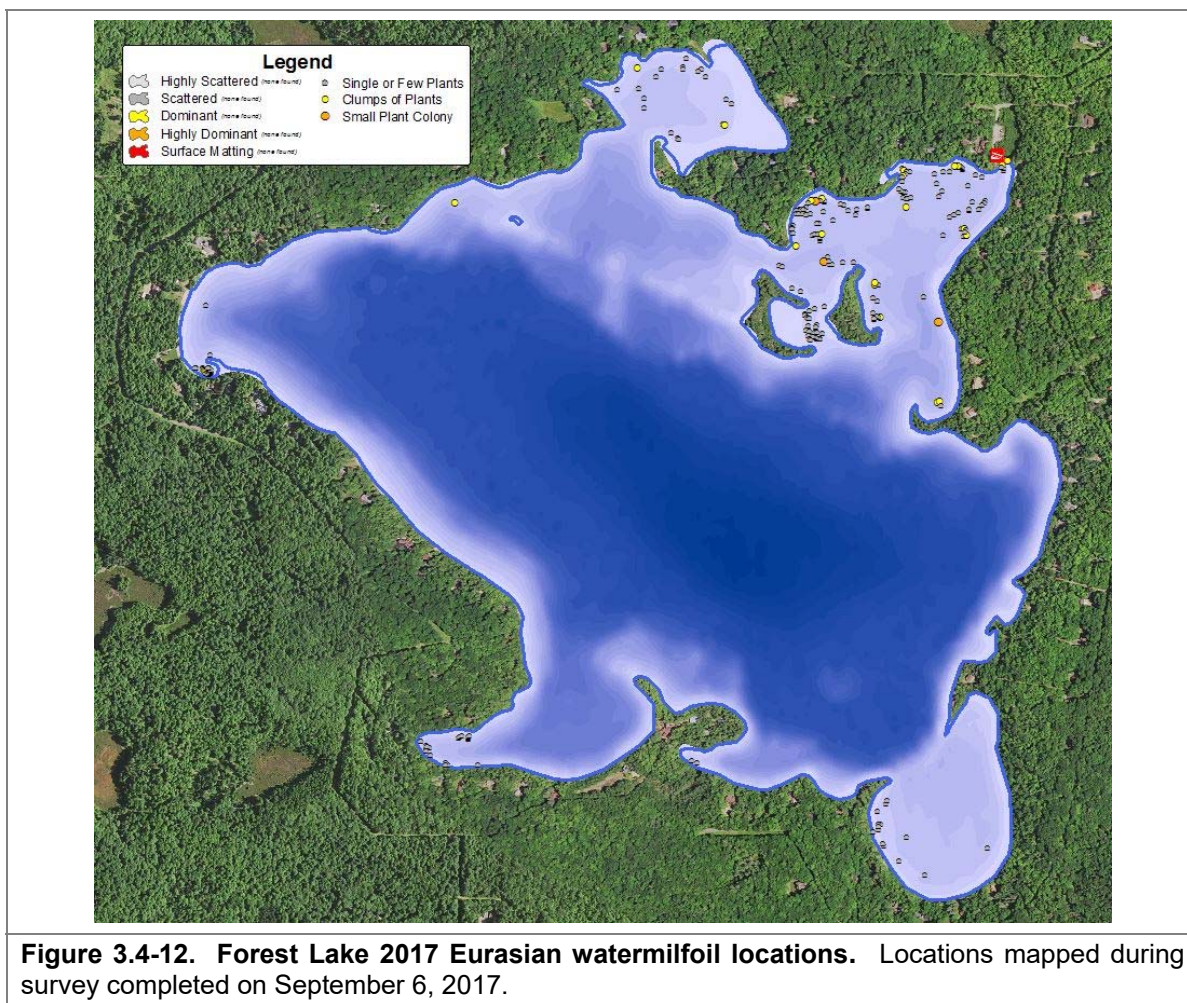 Legend
Highly Scattered (none found)
Scattered (none found)
Dominant (none found)
Highly Dominant (none found)
Surface Matting (none found)
Single or Few Plants
Clumps of Plants
Small Plant Colony
Figure 3.4-12. Forest Lake 2017 Eurasian watermilfoil locations. Locations mapped during
survey completed on September 6, 2017.